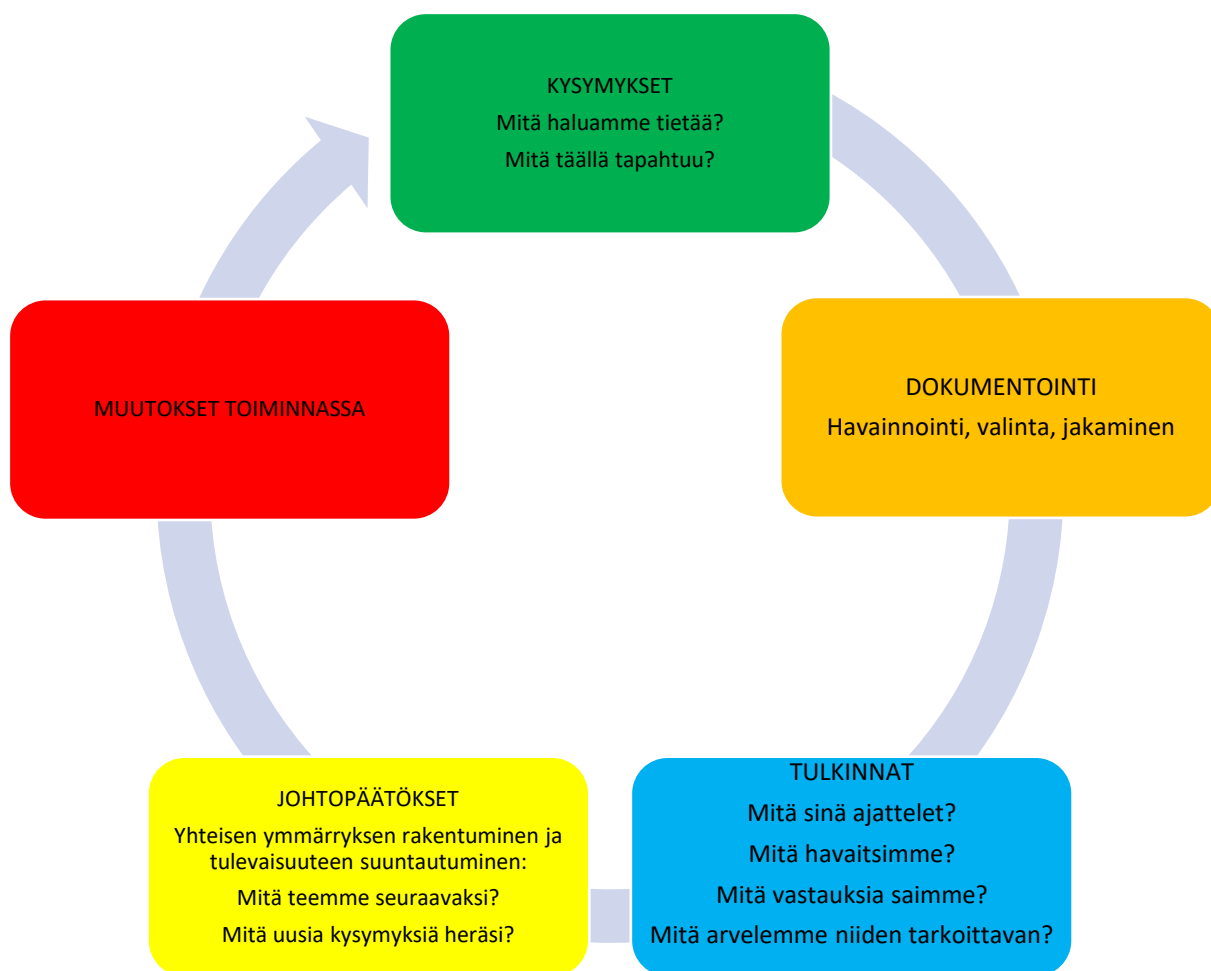 KYSYMYKSET
Mitä haluamme tietää?
Mitä täällä tapahtuu?
DOKUMENTOINTI
Havainnointi, valinta, jakaminen
TULKINNAT
Mitä sinä ajattelet?
Mitä havaitsimme?
Mitä vastauksia saimme?
Mitä arvelemme niiden tarkoittavan?
JOHTOPÄÄTÖKSET
Yhteisen ymmärryksen rakentuminen ja
tulevaisuuteen suuntautuminen:
Mitä teemme seuraavaksi?
Mitä uusia kysymyksiä heräsi?
MUUTOKSET TOIMINNASSA